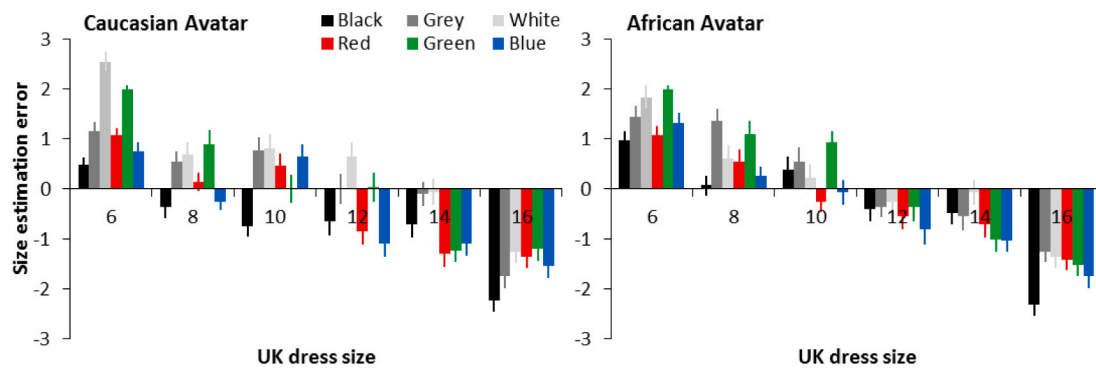 Caucasian Avatar
Black Grey White
Red Green Blue
African Avatar
Size estimation error
3
2
1
0
-1
-2
-3
6 8 10 12 14 16
UK dress size
3
2
1
0
-1
-2
-3
6 8 10 12 14 16
UK dress size